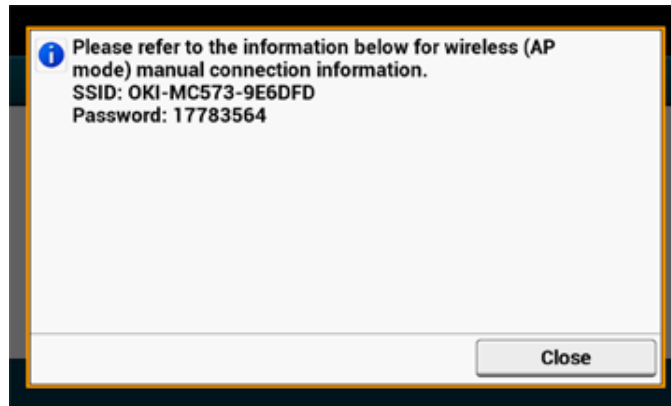 Please refer to the information below for wireless (AP
mode) manual connection information.
SSID: OKI-MC573-9E6DFD
Password: 17783564
Close